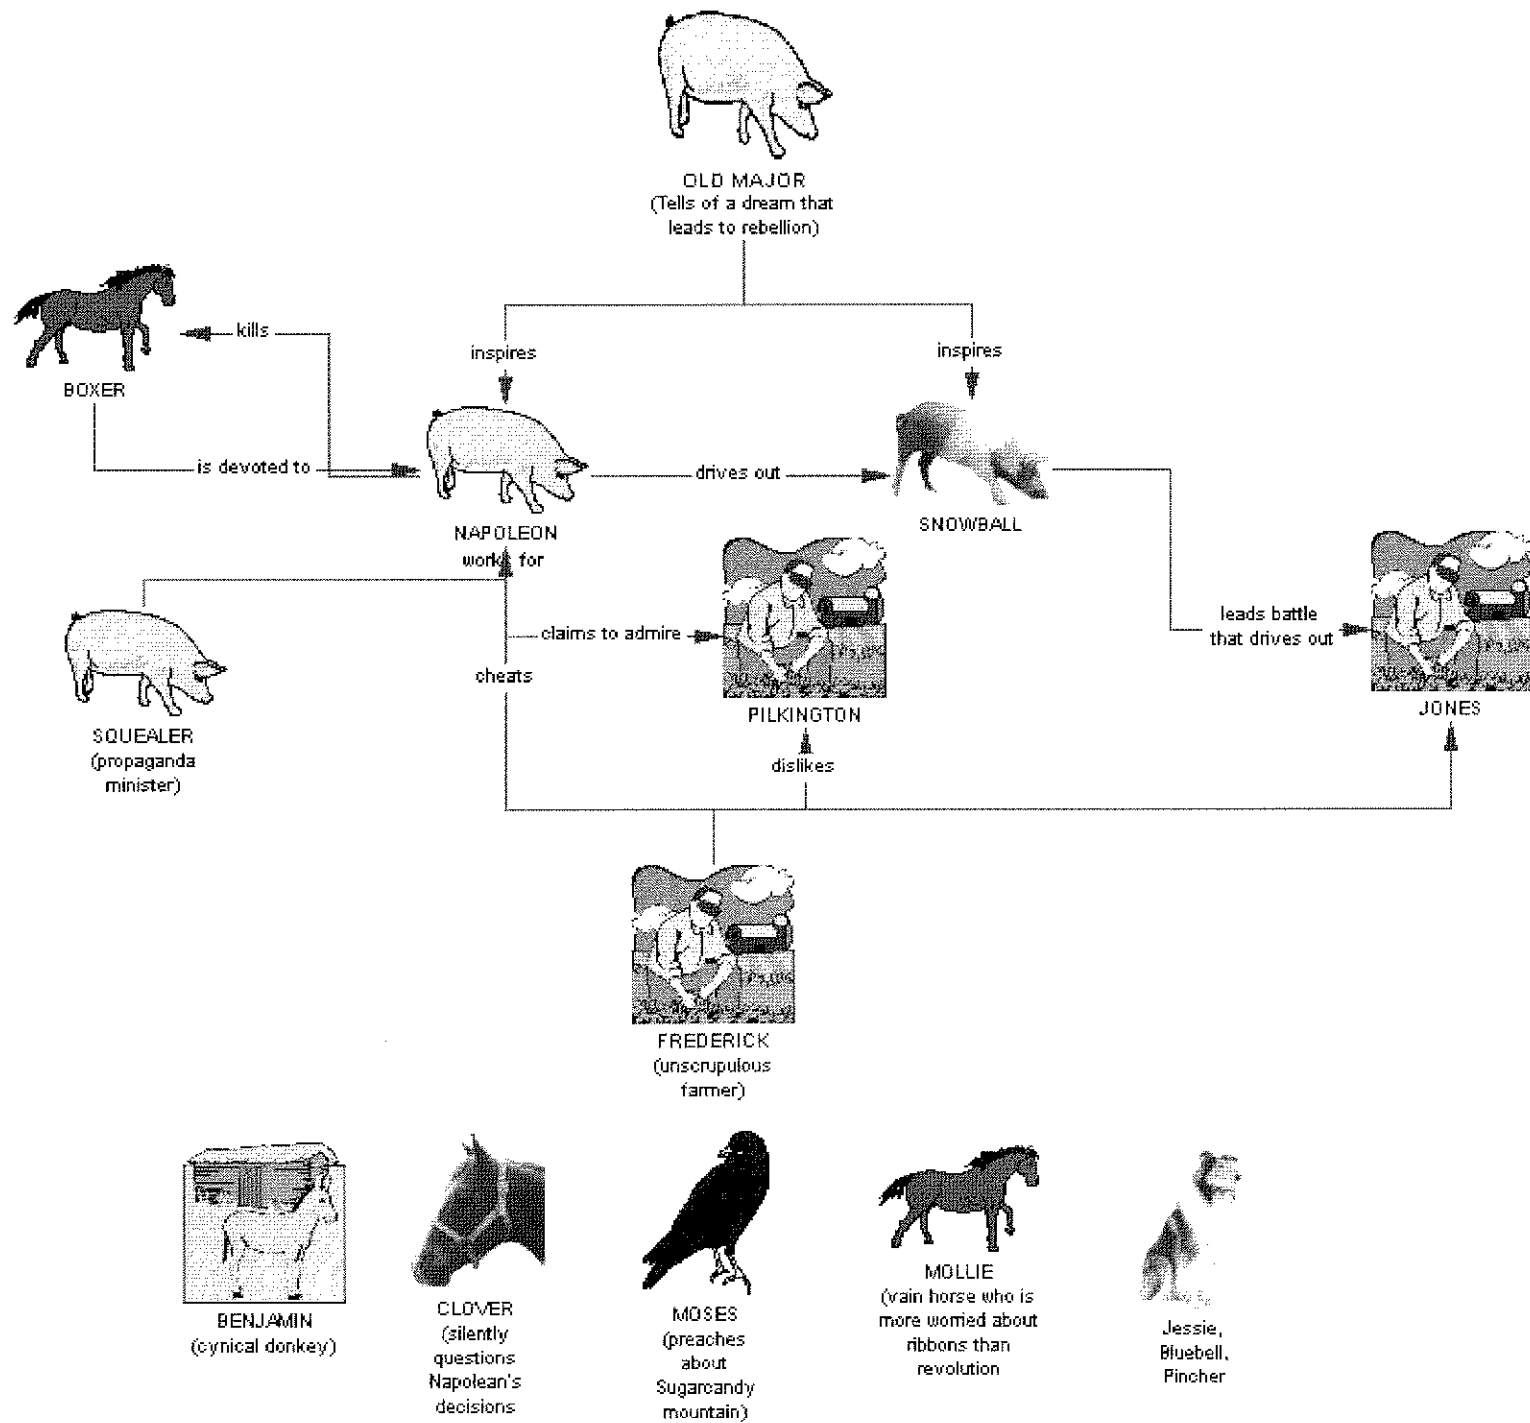 OLD MAJOR
(Tells of a dream that
leads to rebellion)
kills
inspires
inspires
BOXER
is devoted to
drives out
NAPOLEON
SNOWBALL
works for
claims to admire
leads battle
that drives out
cheats
PILKINGTON
JONES
SQUEALER
(propaganda
minister)
dislikes
FREDERICK
(unscrupulous
farmer)
BENJAMIN
(cynical donkey)
CLOVER
(silently
questions
Napolean's
decisions
MOSES
(preaches
about
Sugarcandy
mountain)
MOLLIE
(vain horse who is
more worried about
ribbons than
revolution
Jessie,
Bluebell,
Pincher